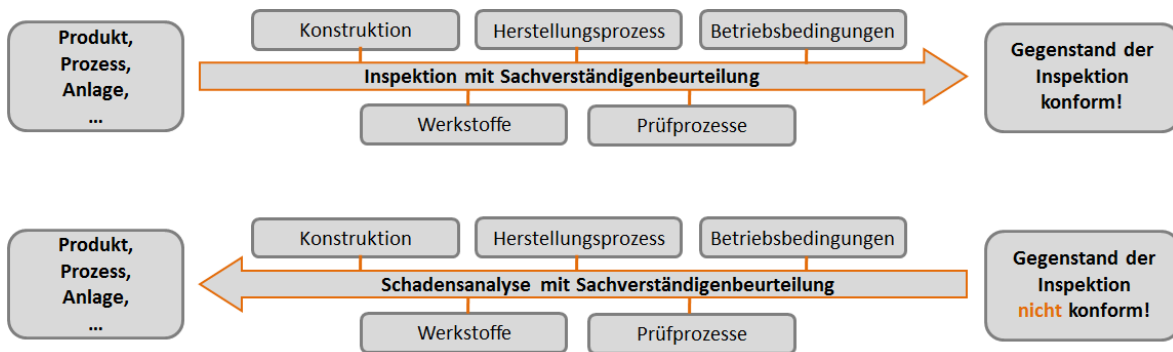 Produkt,
Prozess,
Anlage,
...
Konstruktion
Herstellungsprozess
Betriebsbedingungen
Inspektion mit Sachverständigenbeurteilung
Werkstoffe
Prüfprozesse
Gegenstand der
Inspektion
konform!
Produkt,
Prozess,
Anlage,
...
Konstruktion
Herstellungsprozess
Betriebsbedingungen
Schadensanalyse mit Sachverständigenbeurteilung
Werkstoffe
Prüfprozesse
Gegenstand der
Inspektion
nicht konform!